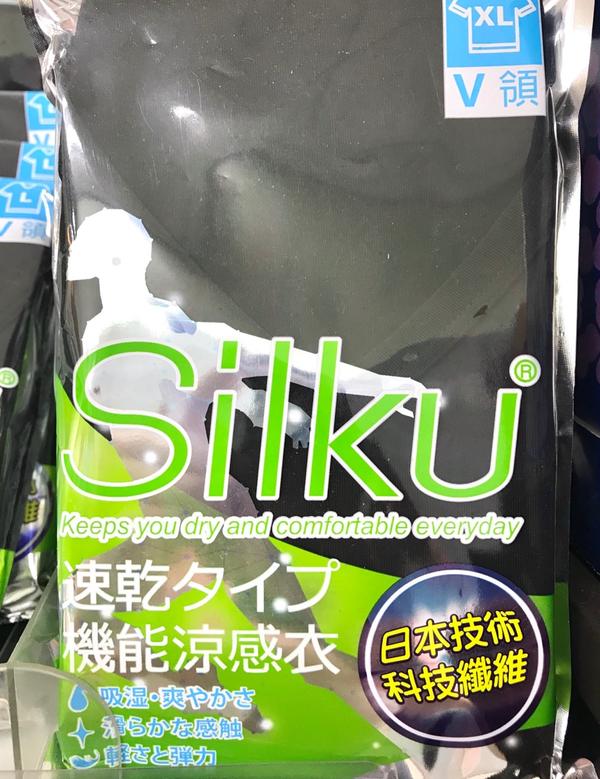 XL
V 領
Silku®
Keeps you dry and comfortable everyday
速乾タイプ
機能涼感衣
日本技術
科技纖維
吸湿・爽やかさ
滑らかな感触
軽さと弾力
V 領
®